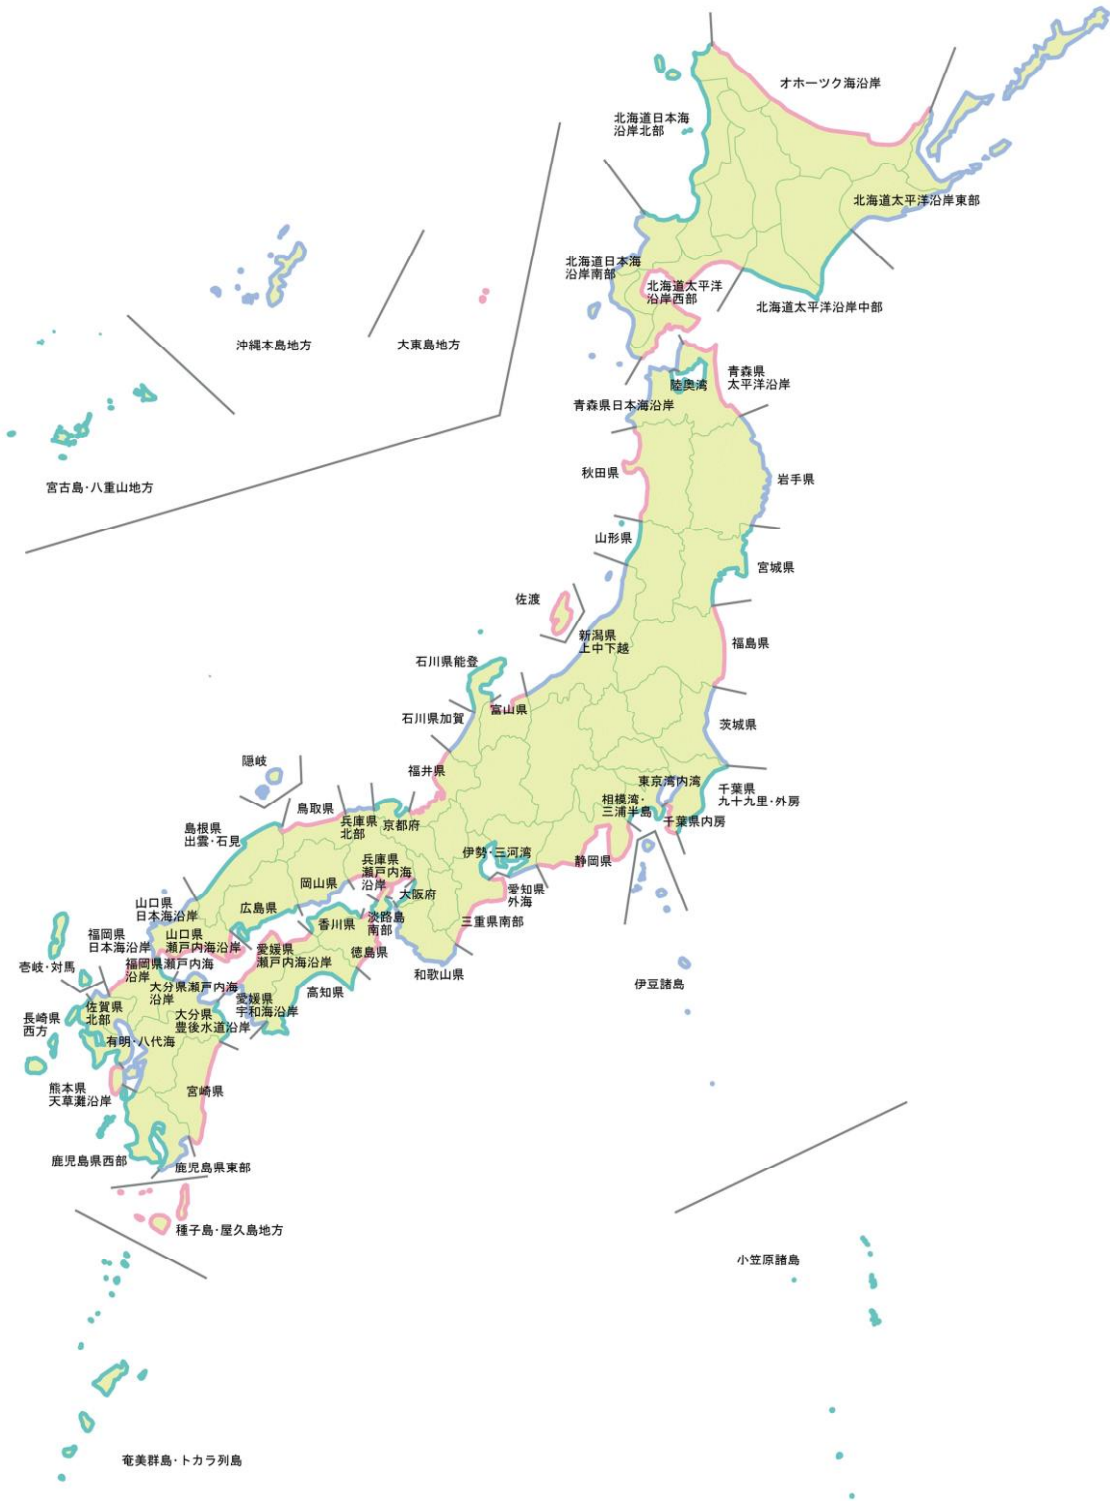 オホーツク海沿岸
北海道日本海
沿岸北部
北海道太平洋沿岸東部
北海道日本海
沿岸南部
北海道太平洋
沿岸西部
北海道太平洋沿岸中部
沖縄本島地方
大東島地方
宮古島・八重山地方
陸奥湾
青森県
太平洋沿岸
青森県日本海沿岸
秋田県
岩手県
山形県
宮城県
佐渡
新潟県
上中下越
福島県
石川県能登
富山県
石川県加賀
茨城県
福井県
隠岐
鳥取県
兵庫県
北部
京都府
島根県
出雲・石見
東京湾内湾
相模湾・
三浦半島
千葉県
九十九里・外房
千葉県内房
伊勢・三河湾
静岡県
愛知県
外海
兵庫県
瀬戸内海
沿岸
大阪府
岡山県
広島県
香川県
淡路島
南部
三重県南部
和歌山県
徳島県
山口県
日本海沿岸
山口県
瀬戸内海沿岸
愛媛県
瀬戸内海沿岸
高知県
福岡県
日本海沿岸
福岡県瀬戸内海
沿岸
壱岐・対馬
大分県瀬戸内海
沿岸
愛媛県
宇和海沿岸
大分県
豊後水道沿岸
佐賀県
北部
長崎県
西方
有明・八代海
伊豆諸島
熊本県
天草灘沿岸
宮崎県
鹿児島県西部
鹿児島県東部
種子島・屋久島地方
小笠原諸島
奄美群島・トカラ列島